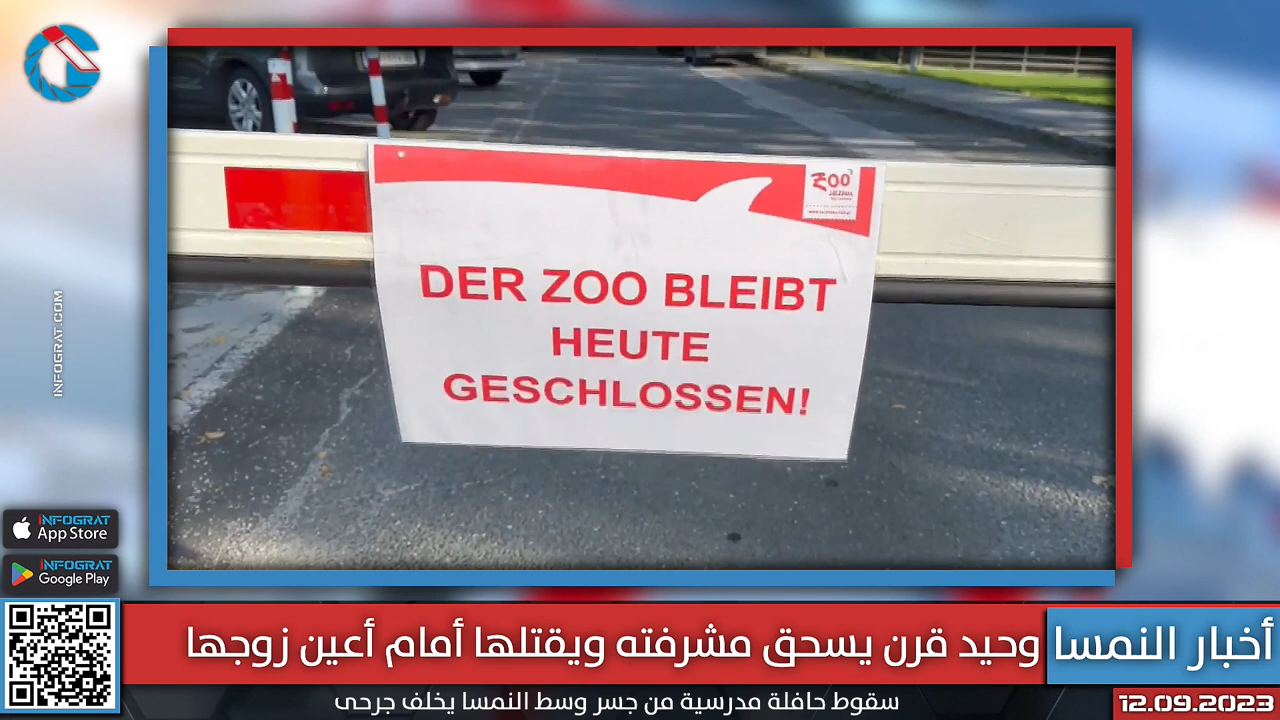 ZOO
DER ZOO BLEIBT
HEUTE
GESCHLOSSEN!
INFOGRAT.COM
INFOGRAT
App Store
INFOGRAT
Google Play
أخبار النمسا
وحيد قرن يسحق مشرفته ويقتلها أمام أعين زوجها
سقوط حافلة مدرسية من جسر وسط النمسا يخلف جرحى
12.09.2023